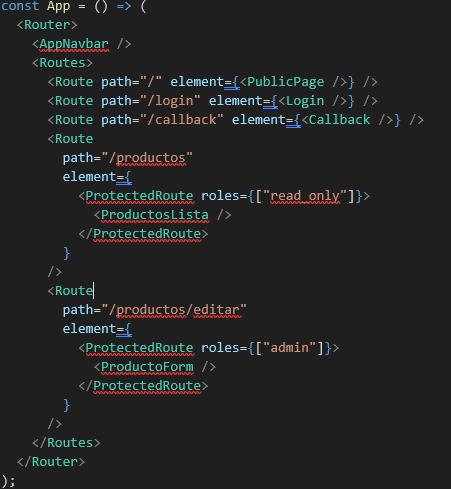 const App = () => (
  <Router>
    <AppNavbar />
    <Routes>
      <Route path="/" element={<PublicPage />} />
      <Route path="/login" element={<Login />} />
      <Route path="/callback" element={<Callback />} />
      <Route
        path="/productos"
        element={
          <ProtectedRoute roles={["read_only"]}>
            <ProductosLista />
          </ProtectedRoute>
        }
      />
      <Route
        path="/productos/editar"
        element={
          <ProtectedRoute roles={["admin"]}>
            <ProductoForm />
          </ProtectedRoute>
        }
      />
    </Routes>
  </Router>
);